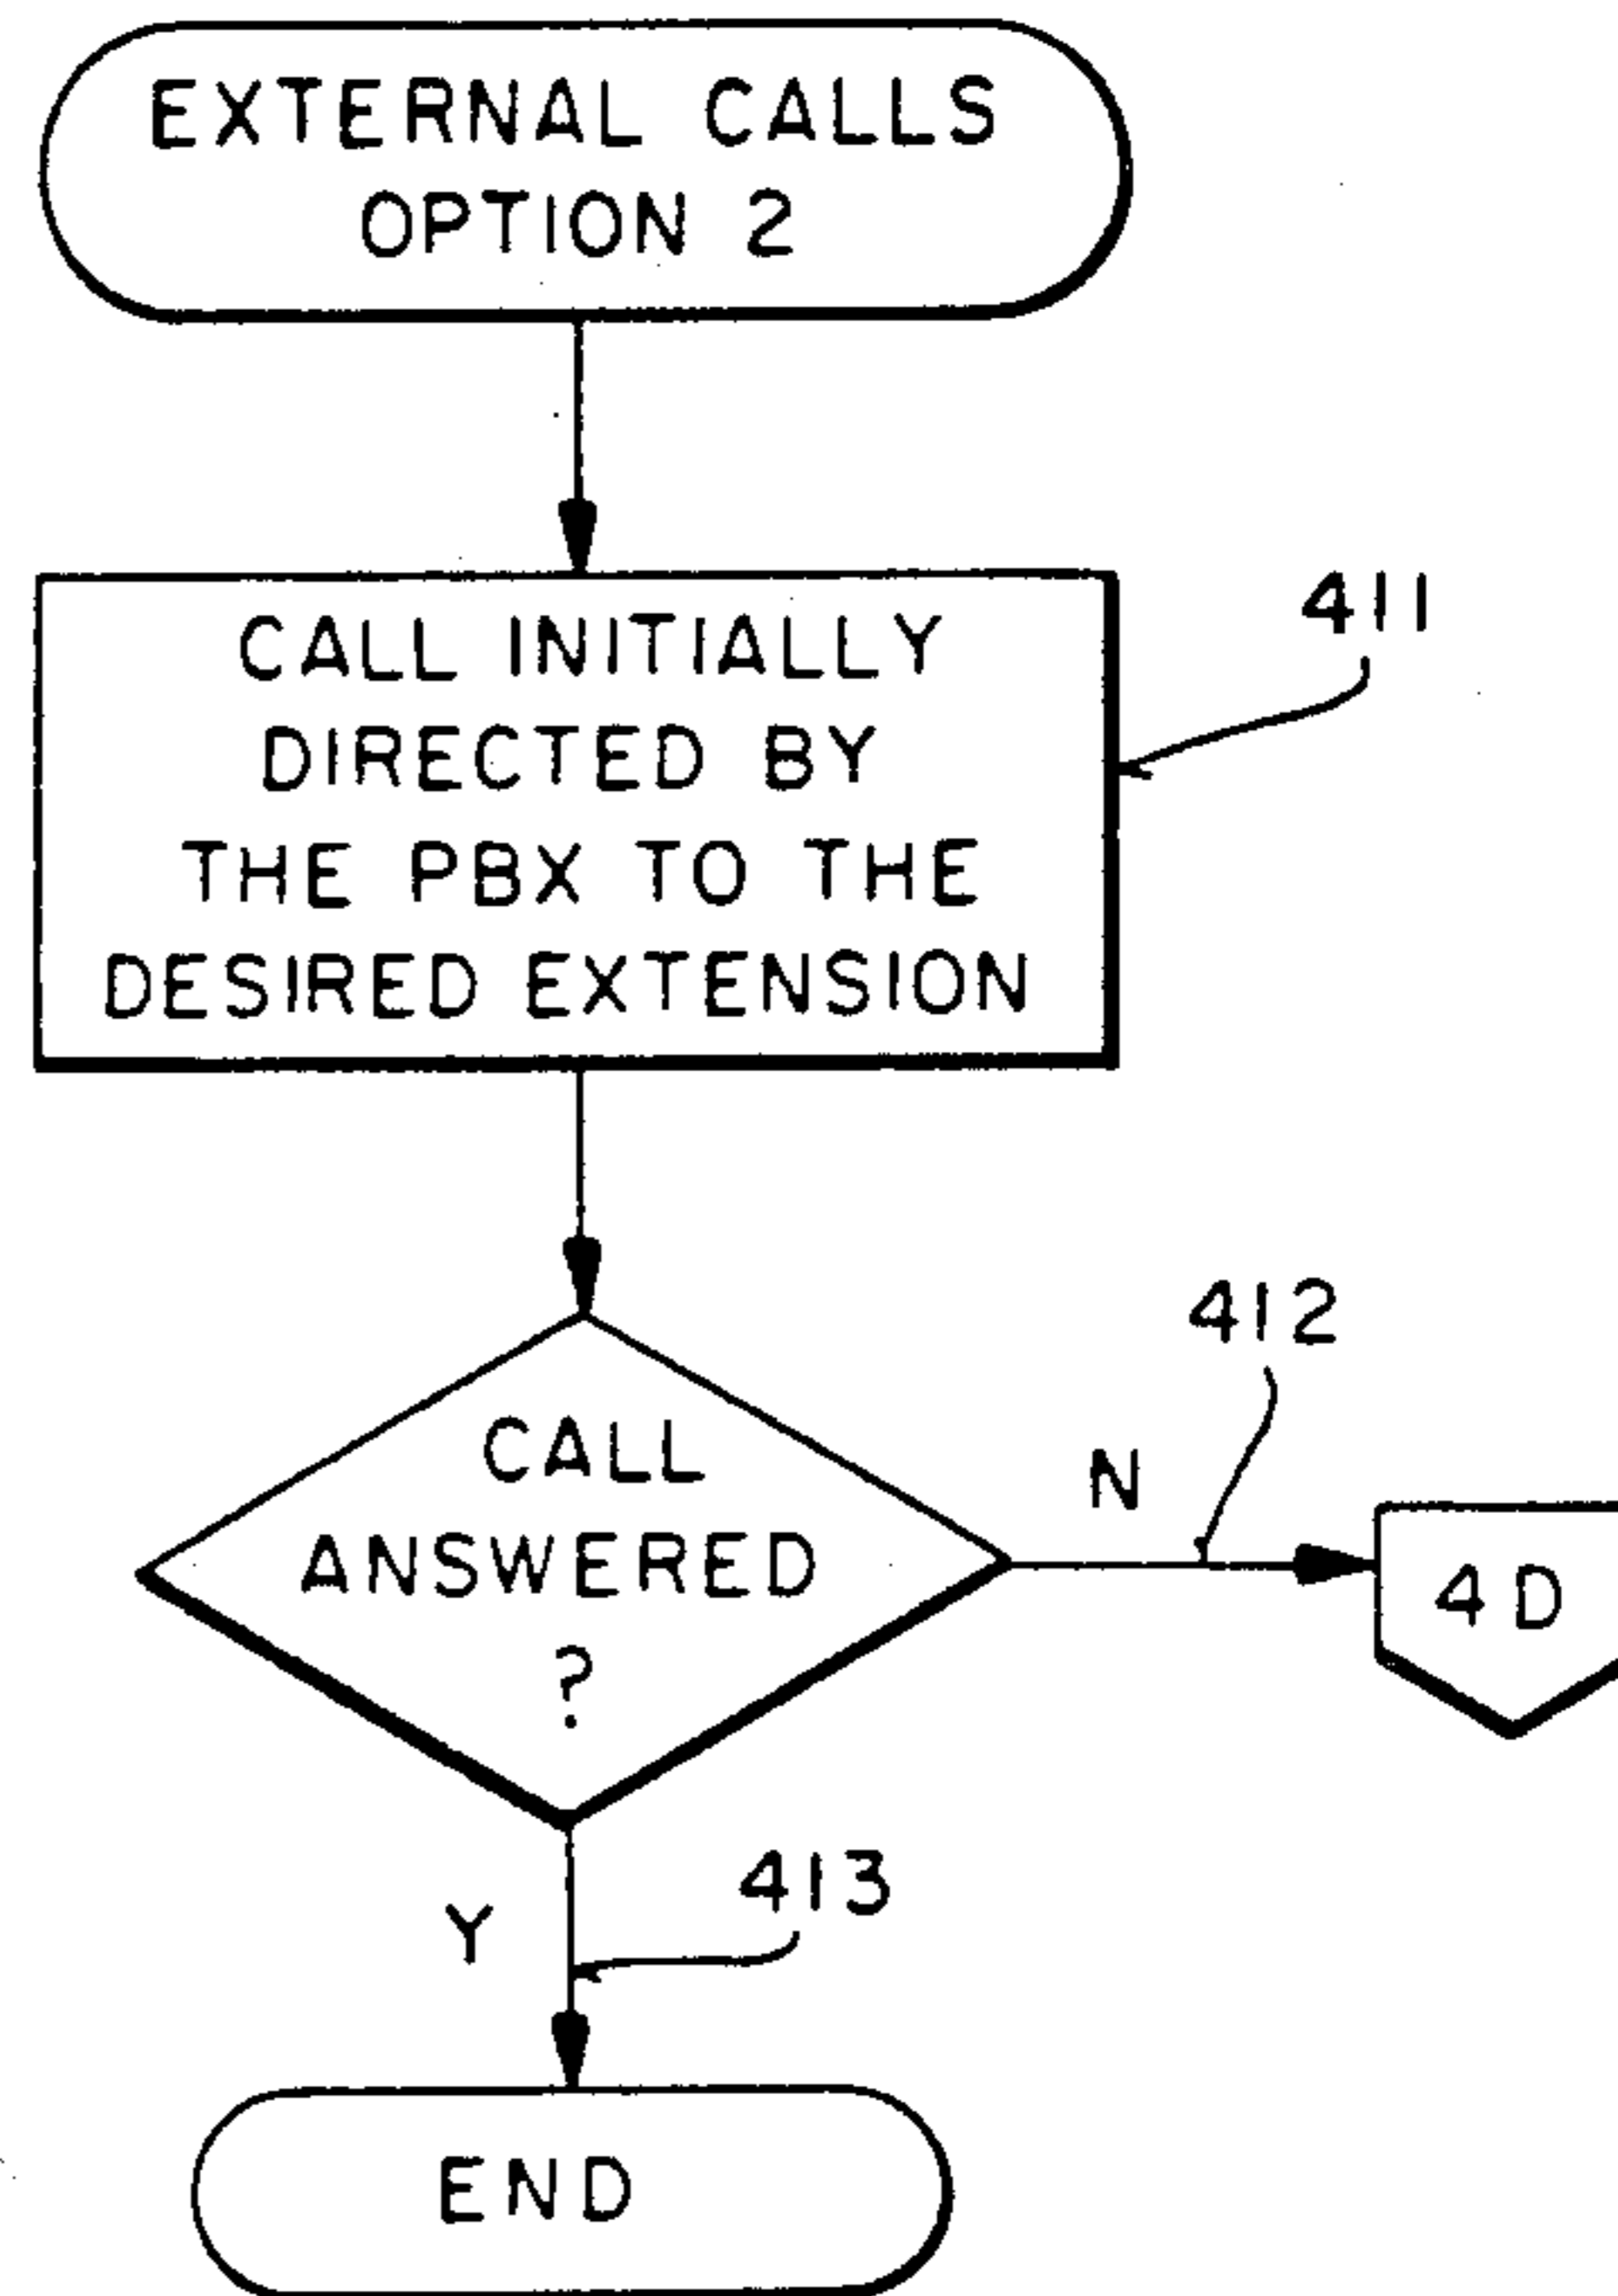 EXTERNAL CALLS
OPTION 2
CALL INITIALLY
DIRECTED BY
THE PBX TO THE
DESIRED EXTENSION
411
CALL
ANSWERED
?
N
412
4D
Y
413
END